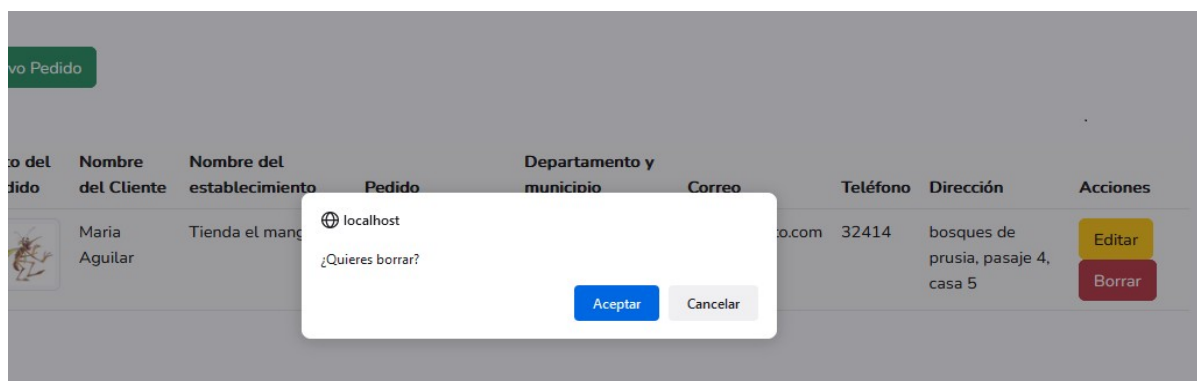 vo Pedido
.
to del
dido
Nombre
del Cliente
Nombre del
establecimiento
Pedido
Departamento y
municipio
Correo
Teléfono
Dirección
Acciones
Maria
Aguilar
Tienda el mang
to.com
32414
bosques de
prusia, pasaje 4,
casa 5
Editar
Borrar
localhost
¿Quieres borrar?
Aceptar
Cancelar